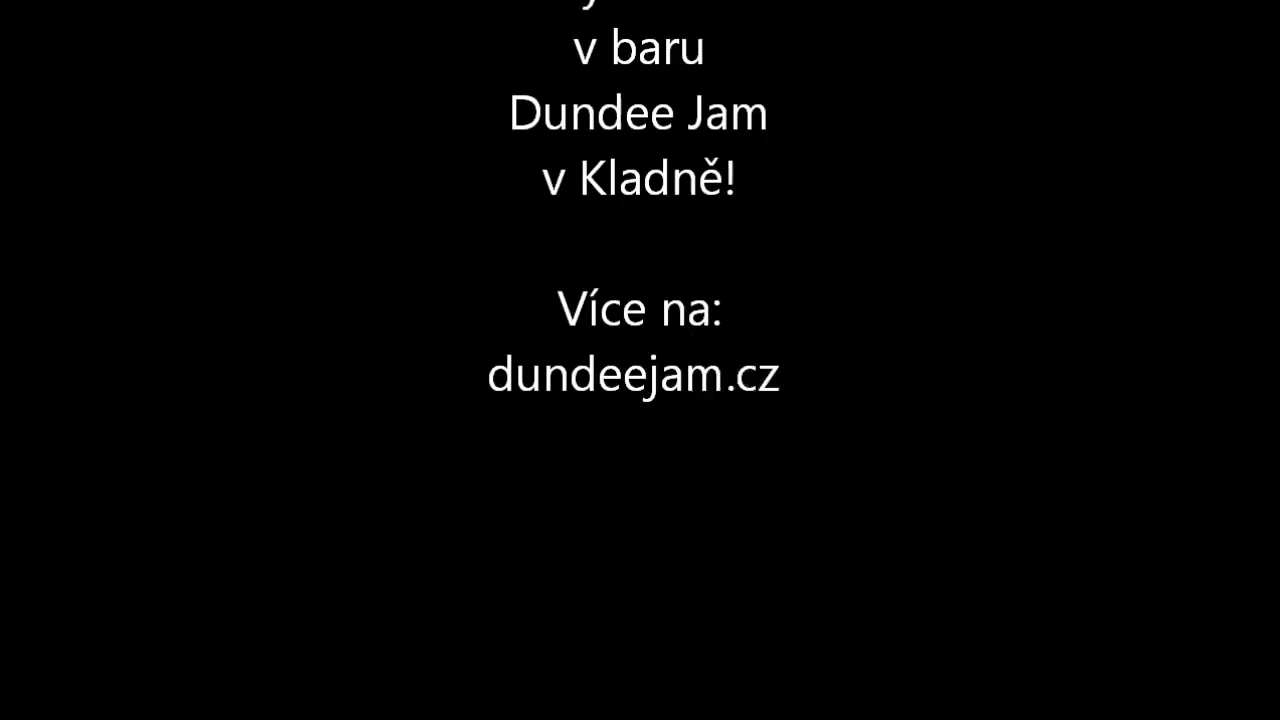 v baru
Dundee Jam
v Kladně!
Více na:
dundeejam.cz